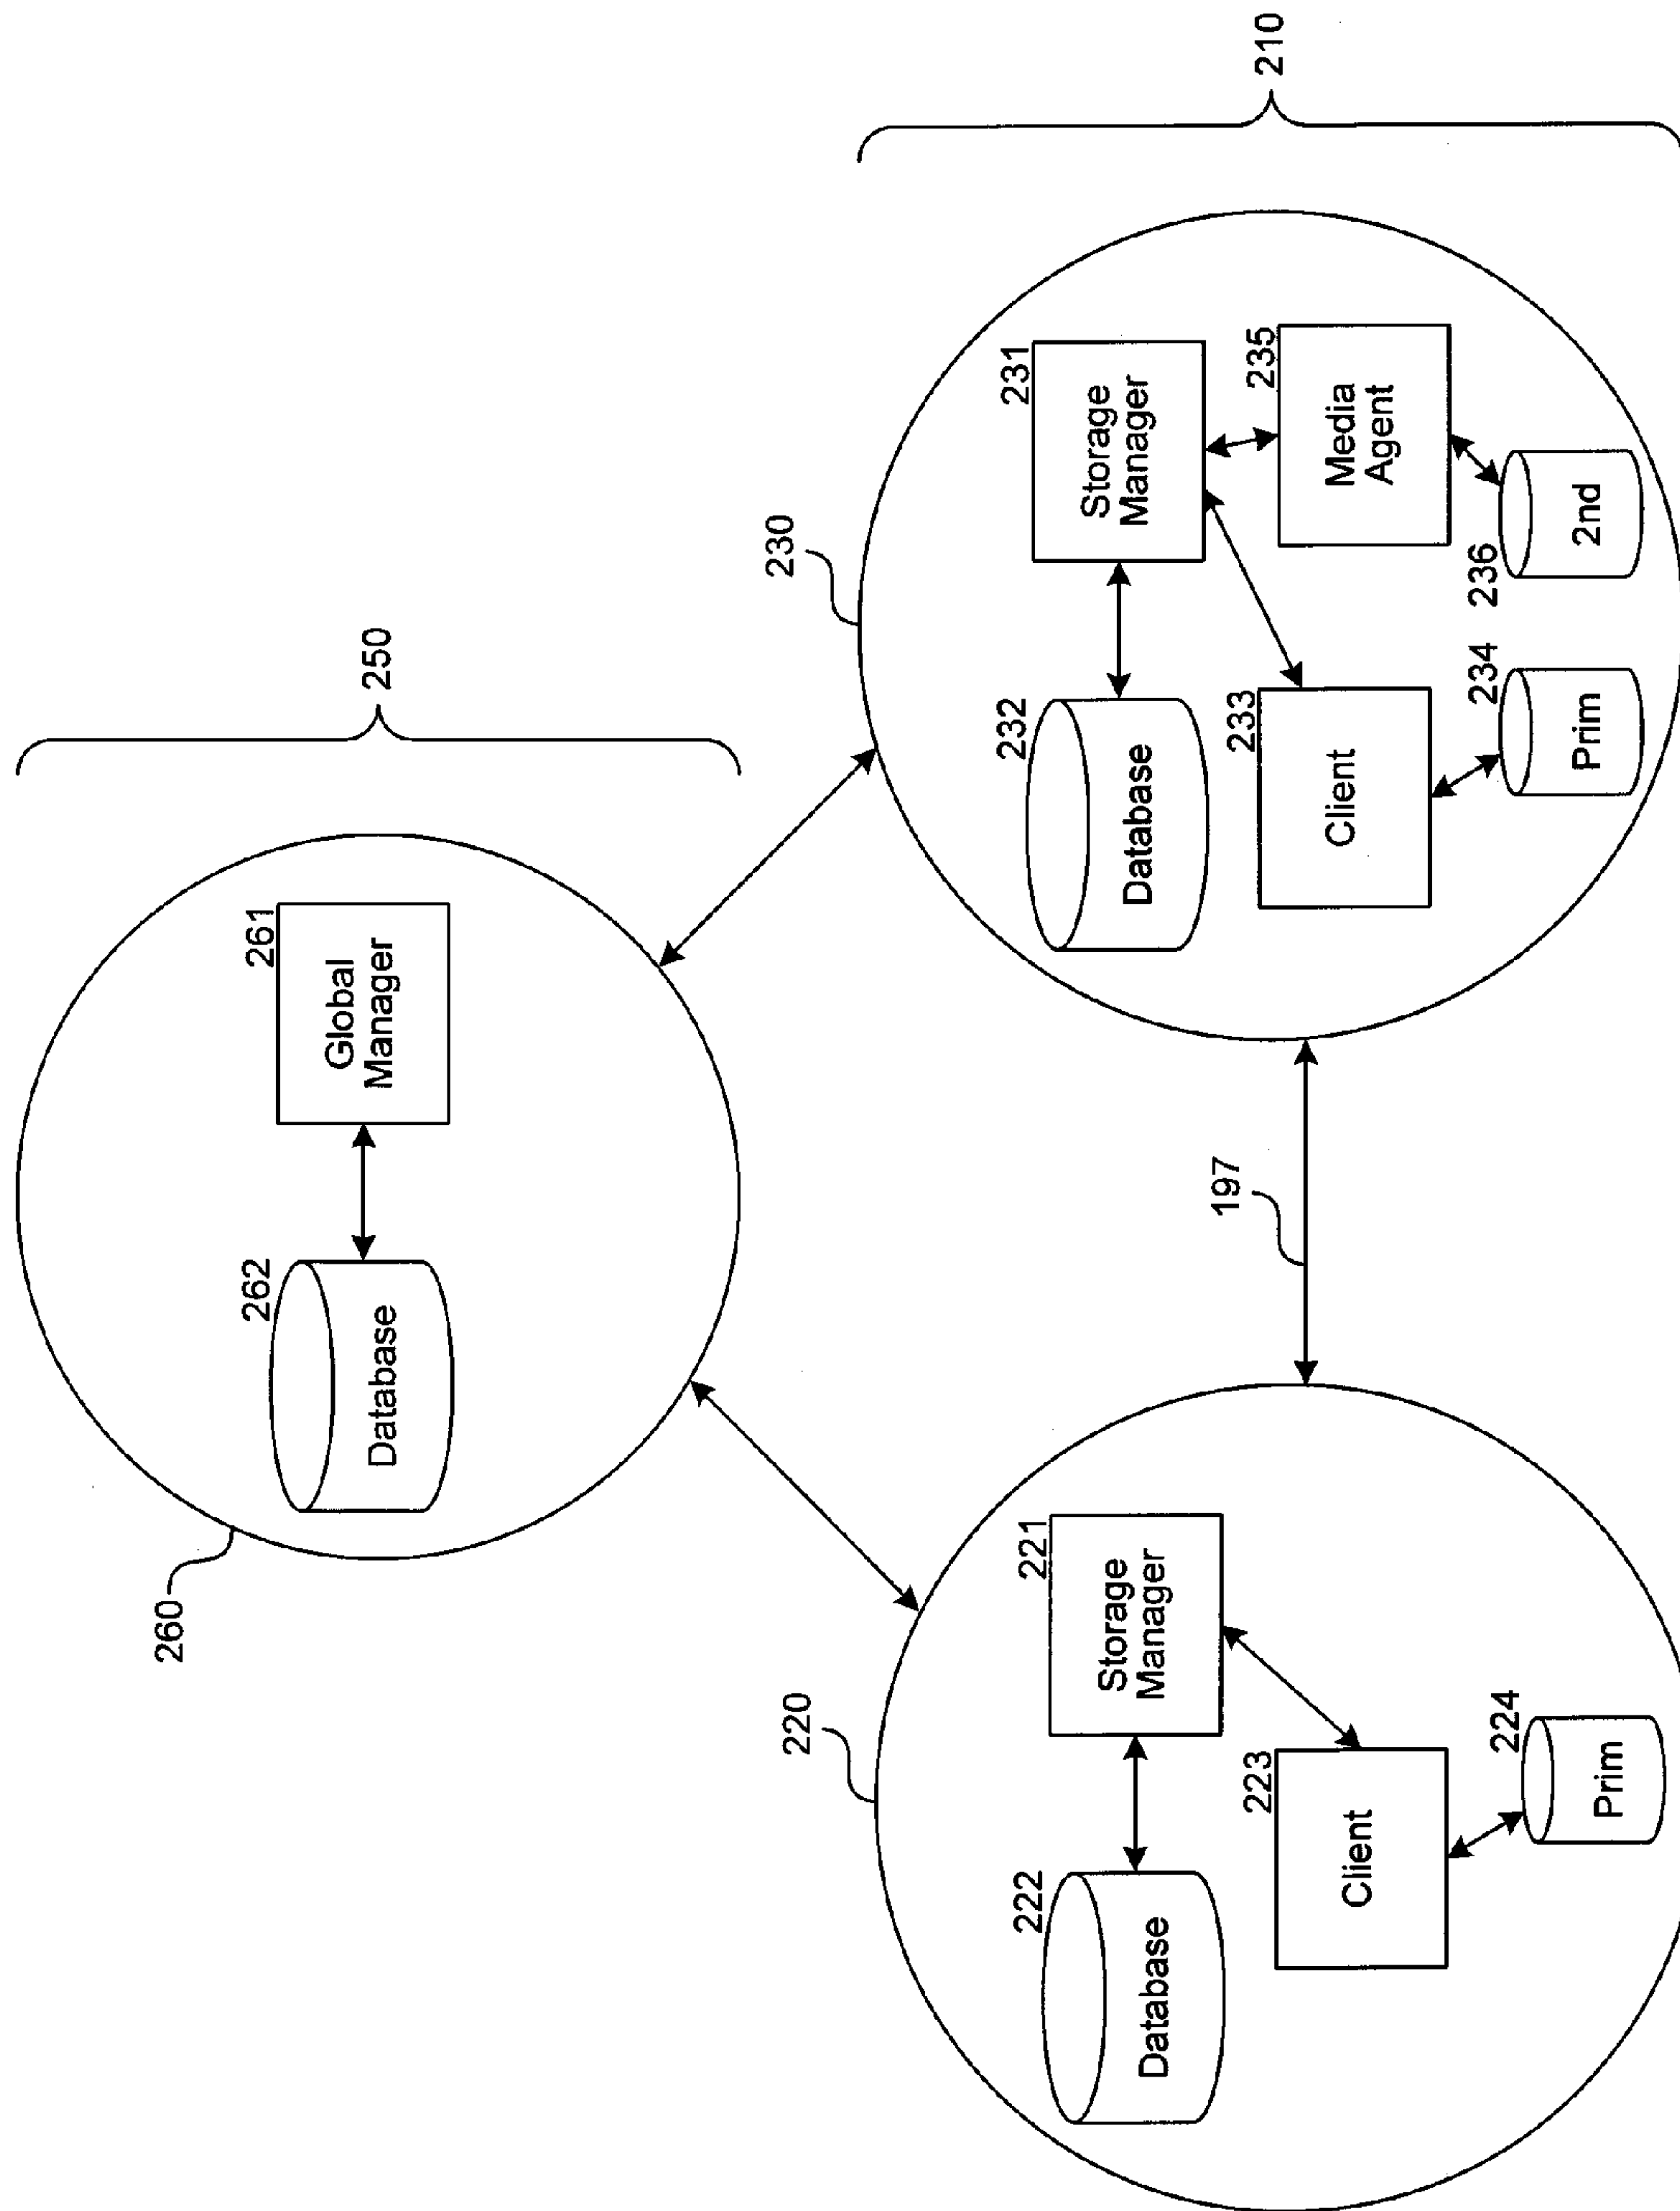 250
260
262
Database
261
Global
Manager
220
222
Database
221
Storage
Manager
223
Client
224
Prim
197
230
232
Database
231
Storage
Manager
233
Client
235
Media
Agent
234
Prim
236
2nd
210